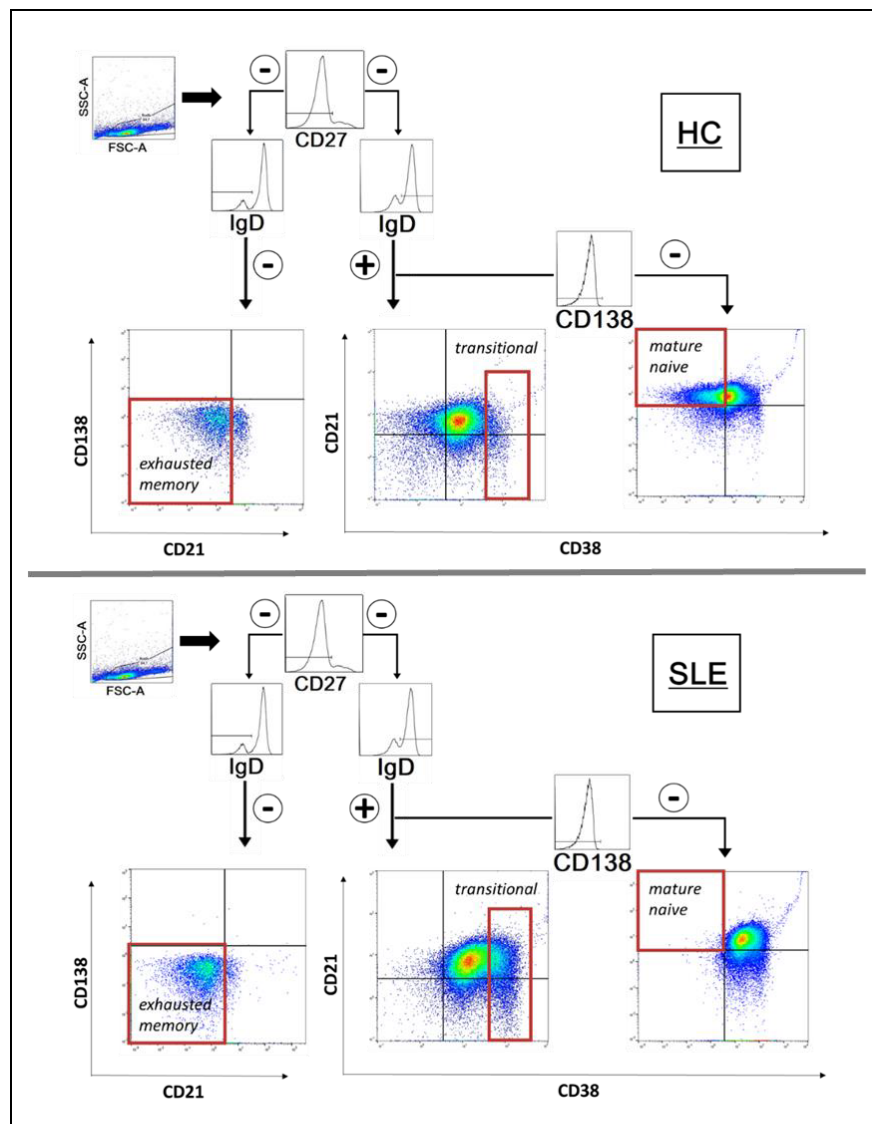 HC
SSC-A
FSC-A
-
-
CD27
IgD
IgD
-
+
-
CD138
CD138
exhausted
memory
CD21
CD21
transitional
mature
naive
CD38
SLE
SSC-A
FSC-A
-
-
CD27
IgD
IgD
-
+
-
CD138
CD138
exhausted
memory
CD21
CD21
transitional
mature
naive
CD38